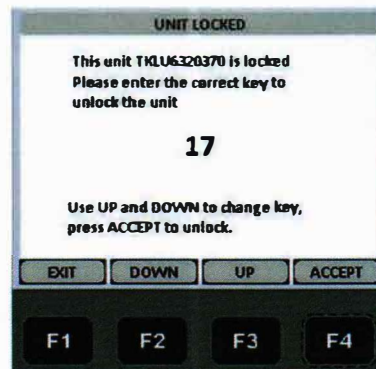 UNIT LOCKED
This unit TKLU6320370 is locked
Please enter the correct key to
unlock the unit
17
Use UP and DOWN to change key,
press ACCEPT to unlock.
EXIT DOWN UP ACCEPT
F1 F2 F3 F4